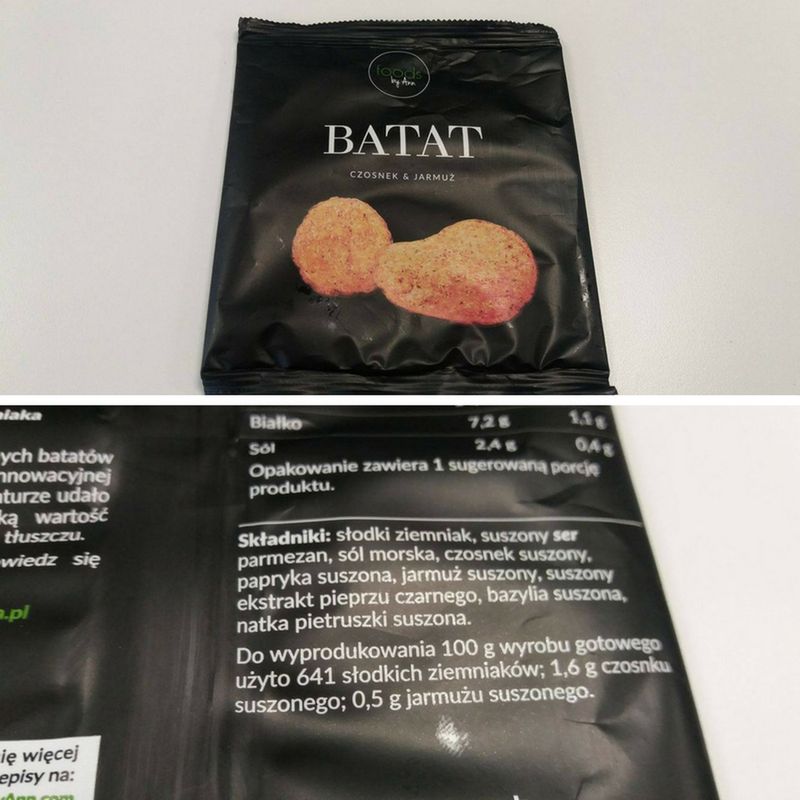 foods
by Ann
BATAT
CZOSNEK & JARMUŻ
Białko 7,2 g 1,1 g
Sól 2,4 g 0,4 g
Opakowanie zawiera 1 sugerowaną porcję
produktu.
Składniki: słodki ziemniak, suszony ser
parmezan, sól morska, czosnek suszony,
papryka suszona, jarmuż suszony, suszony
ekstrakt pieprzu czarnego, bazylia suszona,
natka pietruszki suszona.
Do wyprodukowania 100 g wyrobu gotowego
użyto 641 słodkich ziemniaków; 1,6 g czosnku
suszonego; 0,5 g jarmużu suszonego.
ych batatów
nnowacyjnej
aturze udało
ką wartość
tłuszczu.
wiedz się
.pl
ię więcej
episy na: